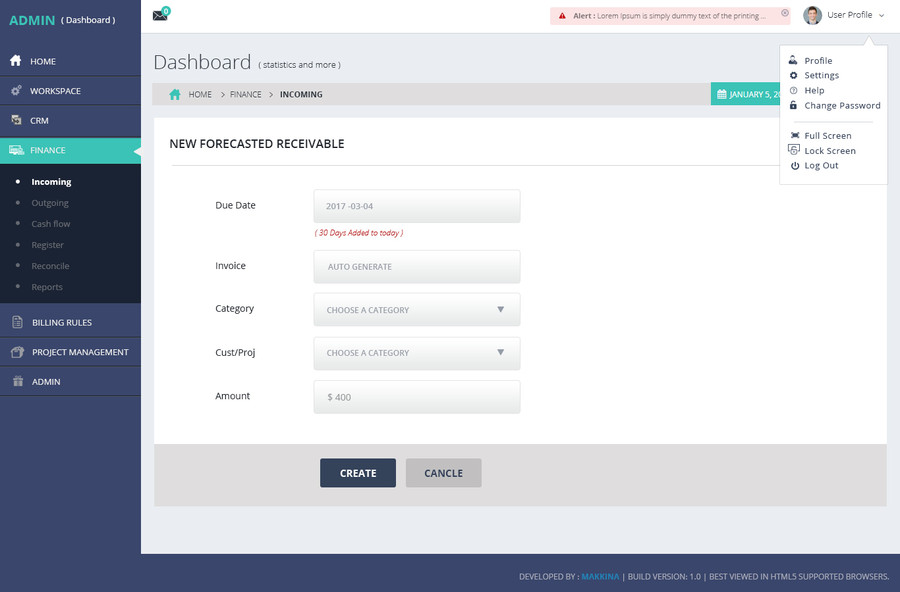 ADMIN ( Dashboard )
0
Alert : Lorem Ipsum is simply dummy text of the printing ...
User Profile
HOME
WORKSPACE
CRM
FINANCE
Incoming
Outgoing
Cash flow
Register
Reconcile
Reports
BILLING RULES
PROJECT MANAGEMENT
ADMIN
Dashboard ( statistics and more )
HOME > FINANCE > INCOMING
JANUARY 5, 20
Profile
Settings
Help
Change Password
Full Screen
Lock Screen
Log Out
NEW FORECASTED RECEIVABLE
Due Date 2017 -03-04
( 30 Days Added to today )
Invoice AUTO GENERATE
Category CHOOSE A CATEGORY
Cust/Proj CHOOSE A CATEGORY
Amount $ 400
CREATE CANCLE
DEVELOPED BY : MAKKINA | BUILD VERSION: 1.0 | BEST VIEWED IN HTML5 SUPPORTED BROWSERS.